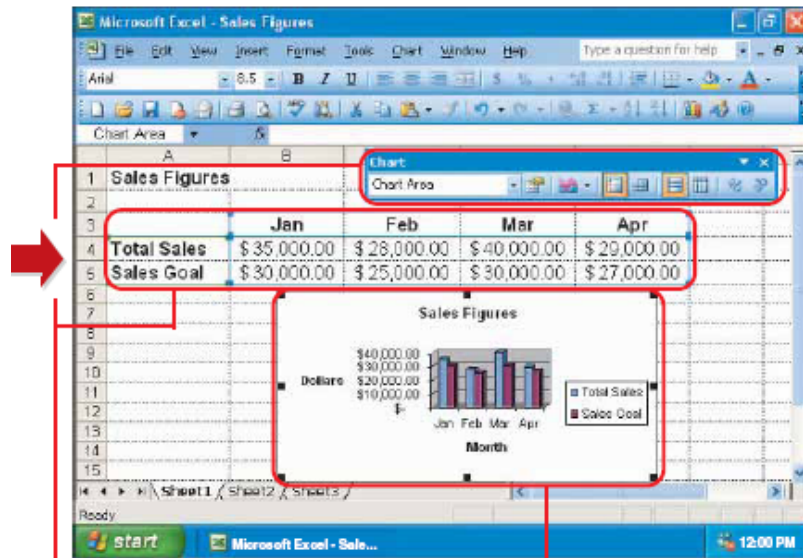 Microsoft Excel - Sales Figures
File Edit View Insert Format Tools Chart Window Help Type a question for help
Arial 8.5 B I U $ %
Chart Area fx
A B
Chart
Chart Area
1 Sales Figures
2
3 Jan Feb Mar Apr
4 Total Sales $35,000.00 $28,000.00 $40,000.00 $29,000.00
5 Sales Goal $30,000.00 $25,000.00 $30,000.00 $27,000.00
6
7
8
9
10
11
12
13
14
15
Sales Figures
$40,000.00
$30,000.00
Dollars $20,000.00
$10,000.00
$-
Total Sales
Sales Goal
Jan Feb Mar Apr
Month
Sheet1 Sheet2 Sheet3
Ready
start Microsoft Excel - Sale... 12:00 PM